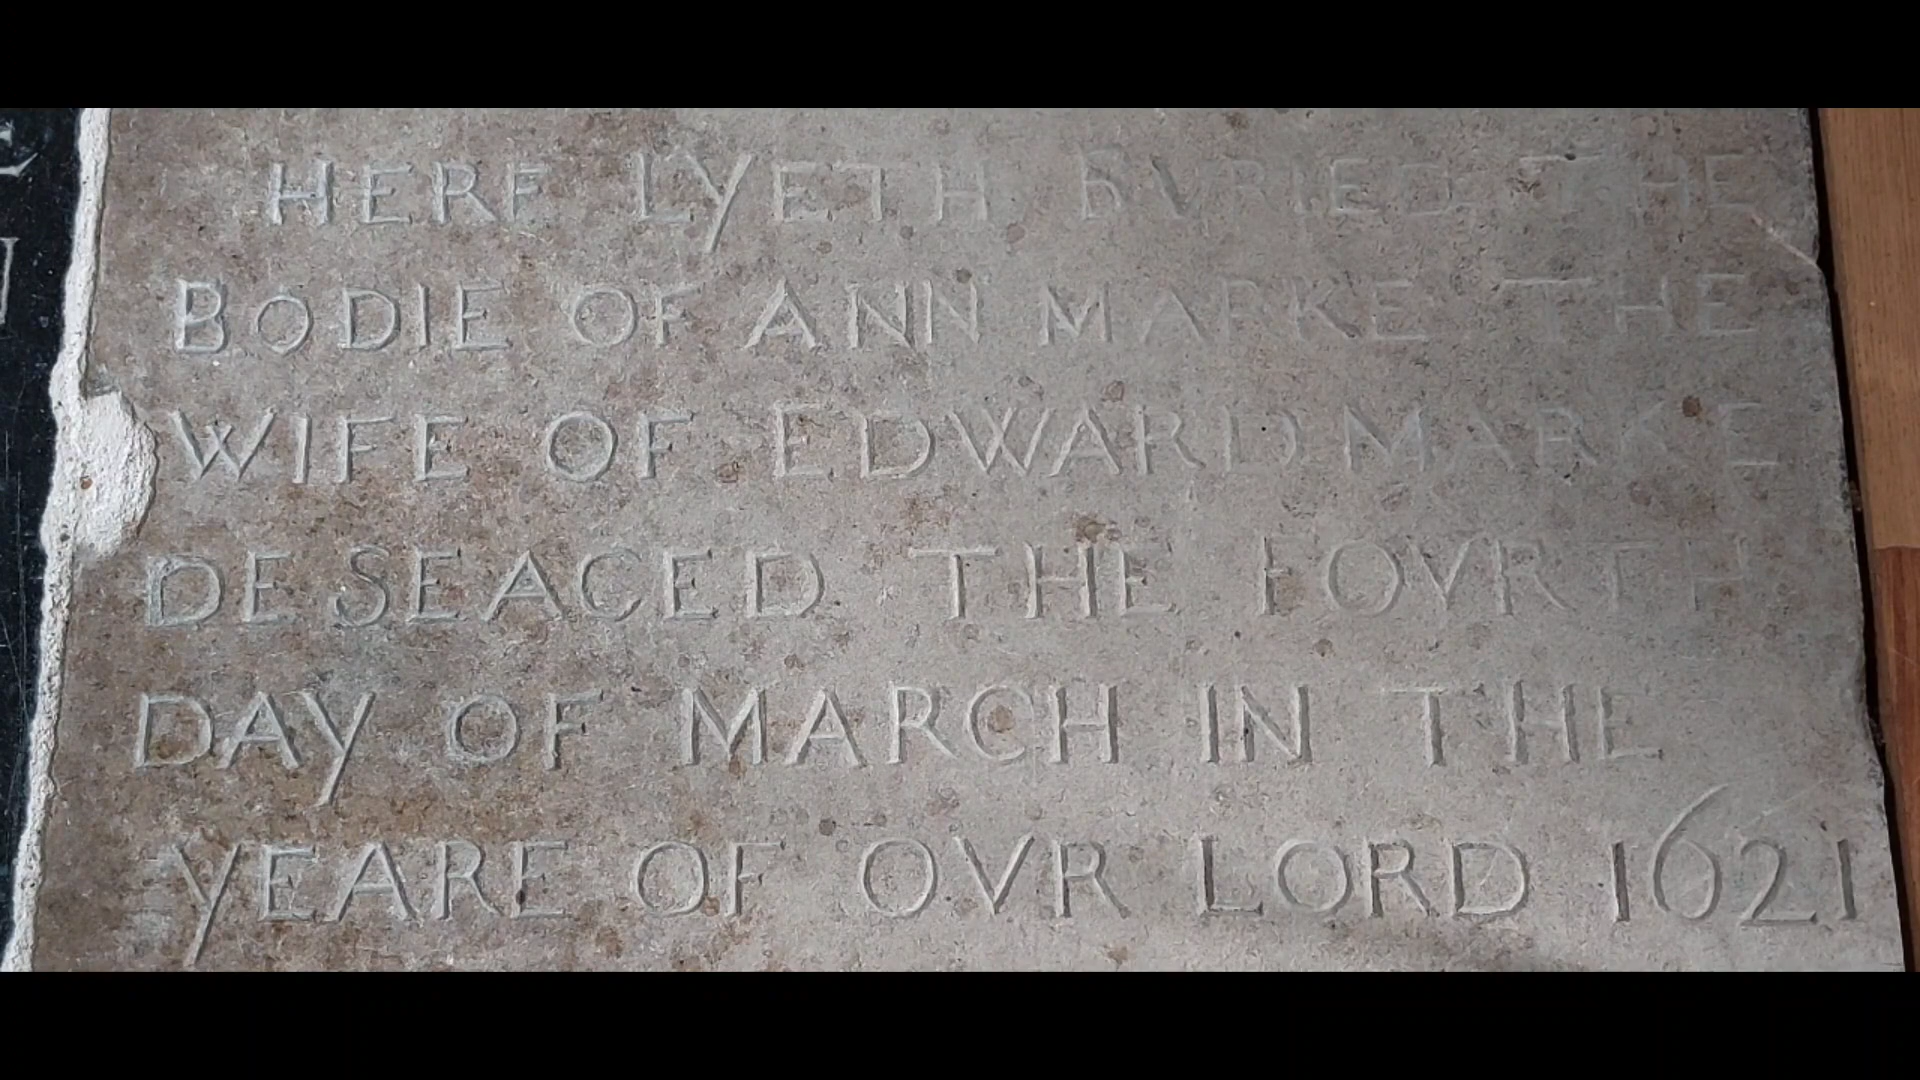 HERE LYETH BVRIED THE
BODIE OF ANN MARKE THE
WIFE OF EDWARD MARKE
DESEACED THE FOVRTH
DAY OF MARCH IN THE
YEARE OF OVR LORD 1621